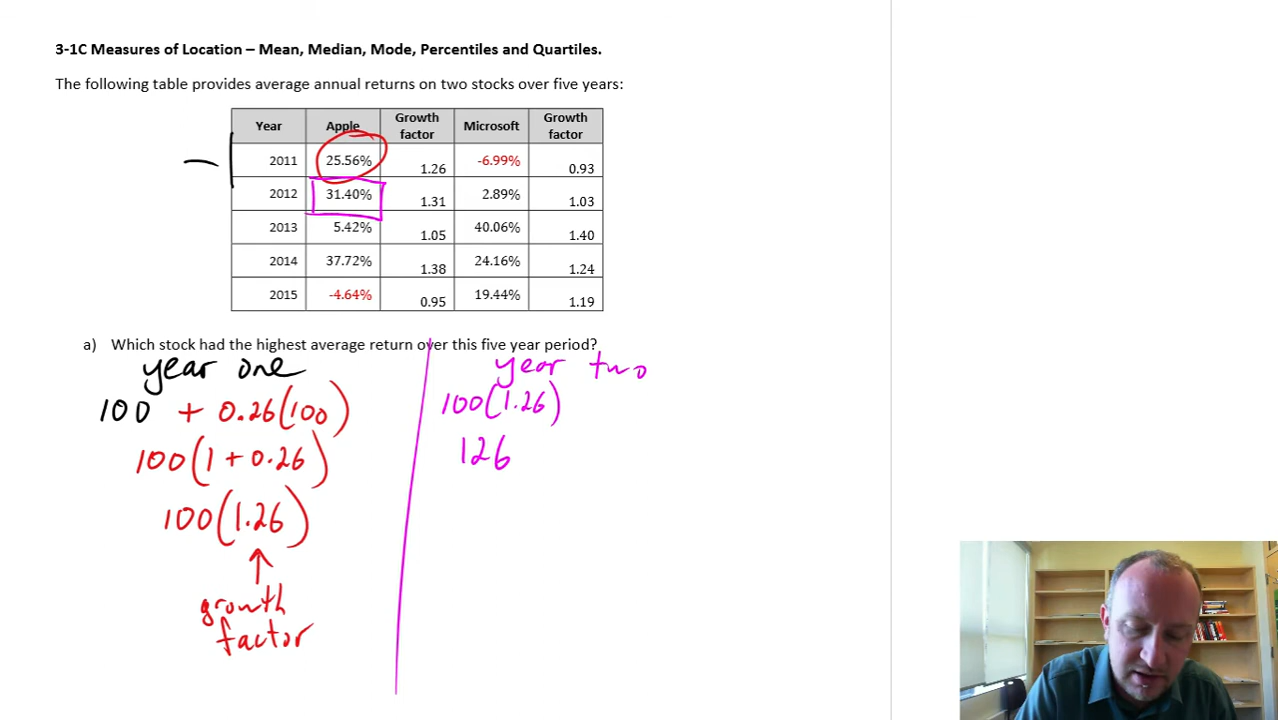 3-1C Measures of Location – Mean, Median, Mode, Percentiles and Quartiles.
The following table provides average annual returns on two stocks over five years:
Year Apple Growth factor Microsoft Growth factor
2011 25.56% 1.26 -6.99% 0.93
2012 31.40% 1.31 2.89% 1.03
2013 5.42% 1.05 40.06% 1.40
2014 37.72% 1.38 24.16% 1.24
2015 -4.64% 0.95 19.44% 1.19
a) Which stock had the highest average return over this five year period?
year one
100 + 0.26(100)
100(1 + 0.26)
100(1.26)
growth
factor
year two
100(1.26)
126